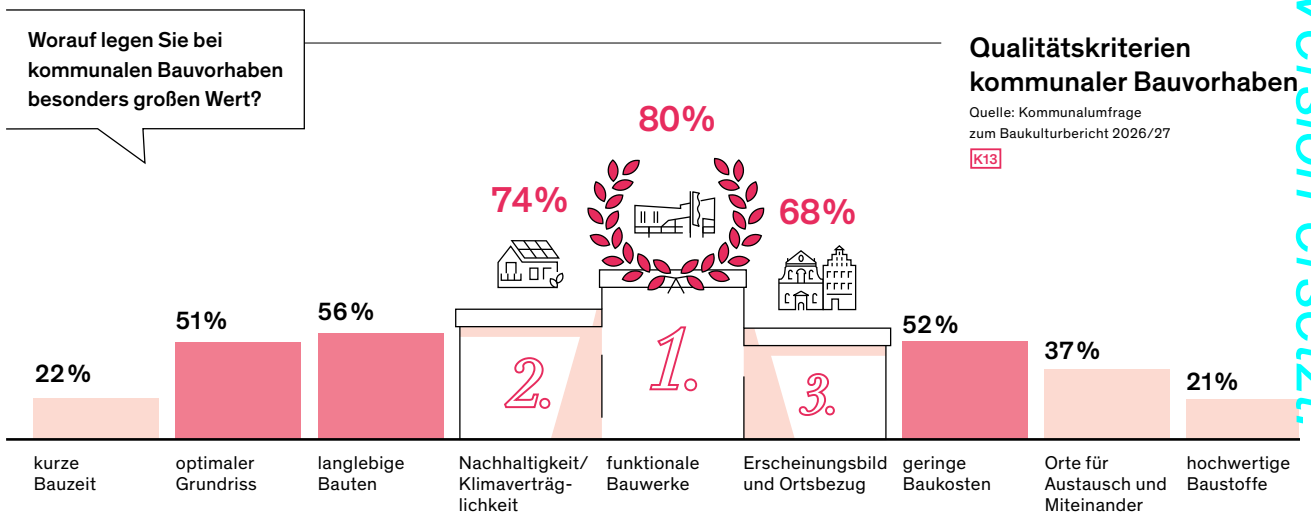 Worauf legen Sie bei
kommunalen Bauvorhaben
besonders großen Wert?
Qualitätskriterien
kommunaler Bauvorhaben
Quelle: Kommunalumfrage
zum Baukulturbericht 2026/27
K13
80%
74%
68%
22%
51%
56%
2.
1.
3.
52%
37%
21%
kurze
Bauzeit
optimaler
Grundriss
langlebige
Bauten
Nachhaltigkeit/
Klimaverträg-
lichkeit
funktionale
Bauwerke
Erscheinungsbild
und Ortsbezug
geringe
Baukosten
Orte für
Austausch und
Miteinander
hochwertige
Baustoffe